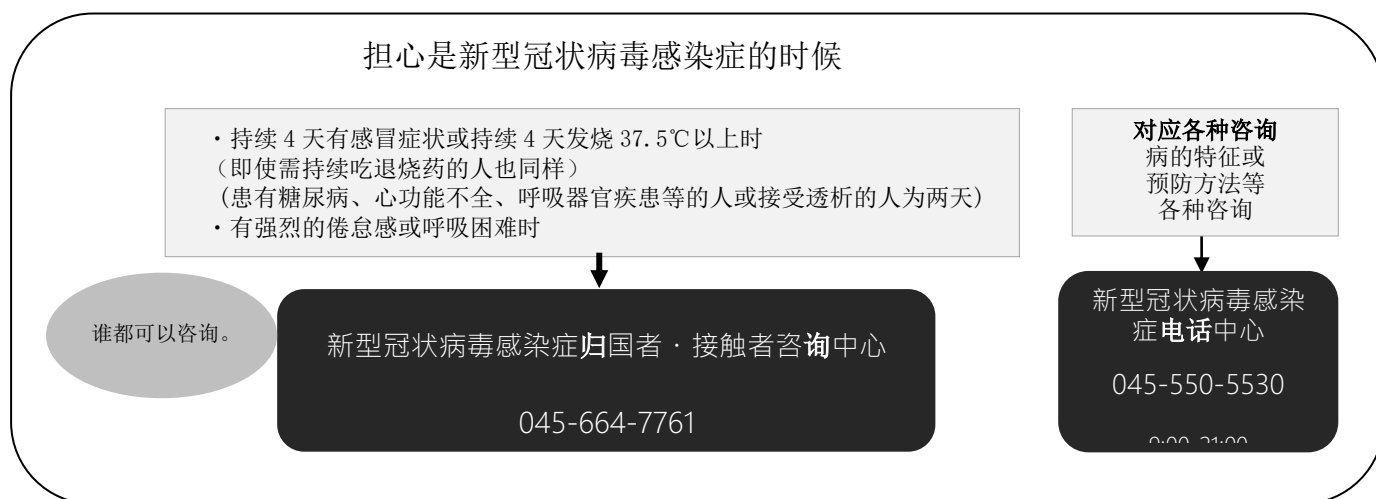 担心是新型冠状病毒感染症的时候
・持续 4 天有感冒症状或持续 4 天发烧 37.5℃以上时
（即使需持续吃退烧药的人也同样）
（患有糖尿病、心功能不全、呼吸器官疾患等的人或接受透析的人为两天）
・有强烈的倦怠感或呼吸困难时
谁都可以咨询。
新型冠状病毒感染症归国者・接触者咨询中心
045-664-7761
对应各种咨询
病的特征或
预防方法等
各种咨询
新型冠状病毒感染
症电话中心
045-550-5530
9:00-21:00